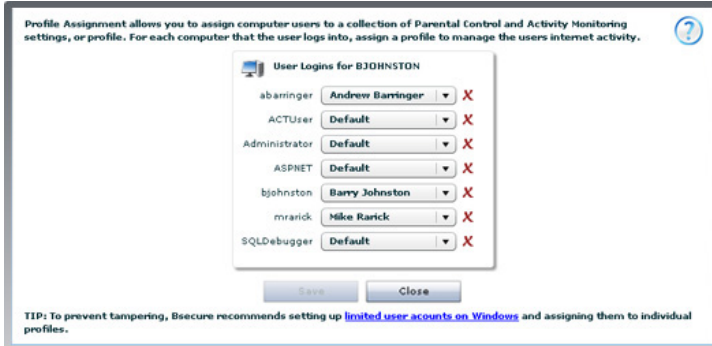 Profile Assignment allows you to assign computer users to a collection of Parental Control and Activity Monitoring
settings, or profile. For each computer that the user logs into, assign a profile to manage the users internet activity.
?
User Logins for BJOHNSTON
abarringer Andrew Barringer X
ACTUser Default X
Administrator Default X
ASPNET Default X
bjohnston Barry Johnston X
mrarick Mike Rarick X
SQLDebugger Default X
Save Close
TIP: To prevent tampering, Bsecure recommends setting up limited user acounts on Windows and assigning them to individual
profiles.